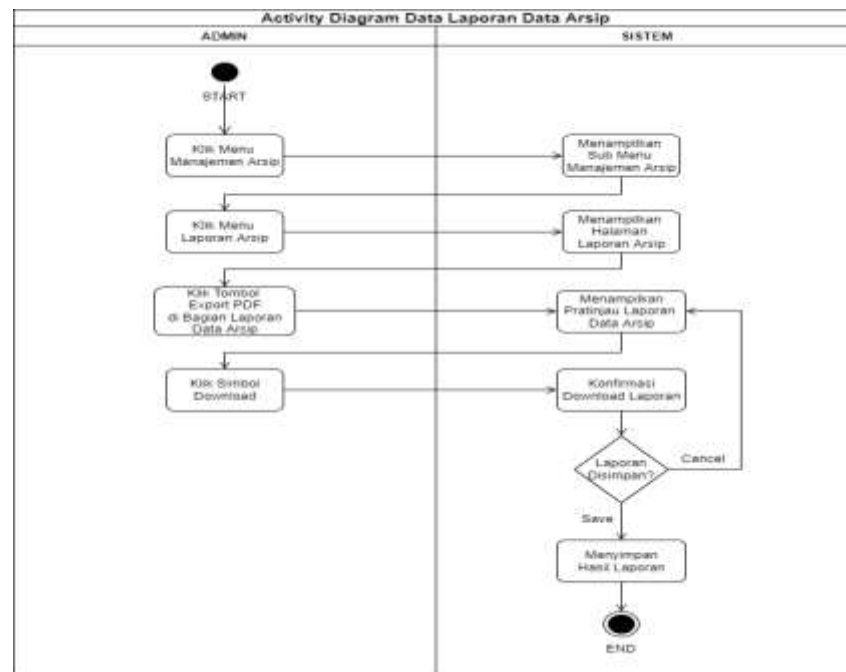 Activity Diagram Data Laporan Data Arsip
ADMIN
SISTEM
START
Klik Menu
Manajemen Arsip
Menampilkan
Sub Menu
Manajemen Arsip
Klik Menu
Laporan Arsip
Menampilkan
Halaman
Laporan Arsip
Klik Tombol
Export PDF
di Bagian Laporan
Data Arsip
Menampilkan
Pratinjau Laporan
Data Arsip
Klik Simbol
Download
Konfirmasi
Download Laporan
Laporan
Disimpan?
Cancel
Save
Menyimpan
Hasil Laporan
END